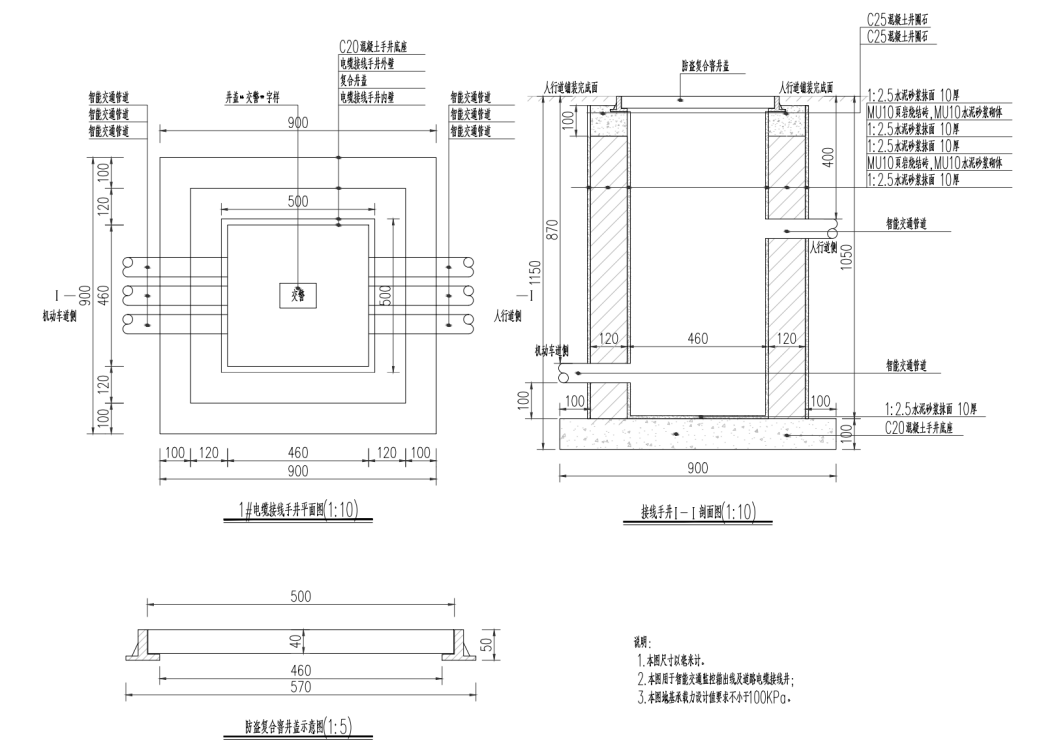 C20混凝土手井底座
电缆接线手井外壁
复合井盖
电缆接线手井内壁
井盖"交警"字样
智能交通管道
智能交通管道
智能交通管道
智能交通管道
智能交通管道
智能交通管道
900
500
100
120
460
900
120
100
500
交警
I
机动车道侧
I
人行道侧
100 120 460 120 100
900
1#电缆接线手井平面图(1:10)
C25混凝土井圈石
C25混凝土井圈石
防盗复合窨井盖
人行道罐装完成面
人行道罐装完成面
1:2.5水泥砂浆抹面 10厚
MU10页岩烧结砖,MU10水泥砂浆砌体
1:2.5水泥砂浆抹面 10厚
1:2.5水泥砂浆抹面 10厚
MU10页岩烧结砖,MU10水泥砂浆砌体
1:2.5水泥砂浆抹面 10厚
100
400
870
1150
1050
智能交通管道
人行道侧
120 460 120
机动车道侧
智能交通管道
100
100
100
1:2.5水泥砂浆抹面 10厚
C20混凝土手井底座
100
900
接线手井I-I剖面图(1:10)
500
40
50
460
570
防盗复合窨井盖示意图(1:5)
说明:
1.本图尺寸以毫米计。
2.本图用于智能交通监控输出线及道路电缆接线井;
3.本图地基承载力设计值要求不小于100KPa。